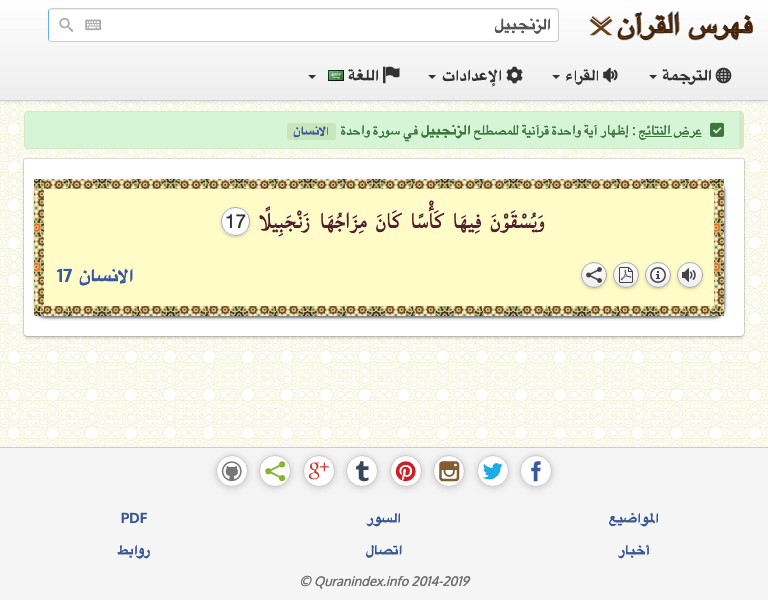 فهرس القرآن
الزنجبيل
الترجمة القراء الإعدادات اللغة
عرض النتائج : إظهار آية واحدة قرآنية للمصطلح الزنجبيل في سورة واحدة الانسان
وَيُسْقَوْنَ فِيهَا كَأْسًا كَانَ مِزَاجُهَا زَنْجَبِيلًا 17
الانسان 17
المواضيع السور PDF
أخبار اتصال روابط
© Quranindex.info 2014-2019